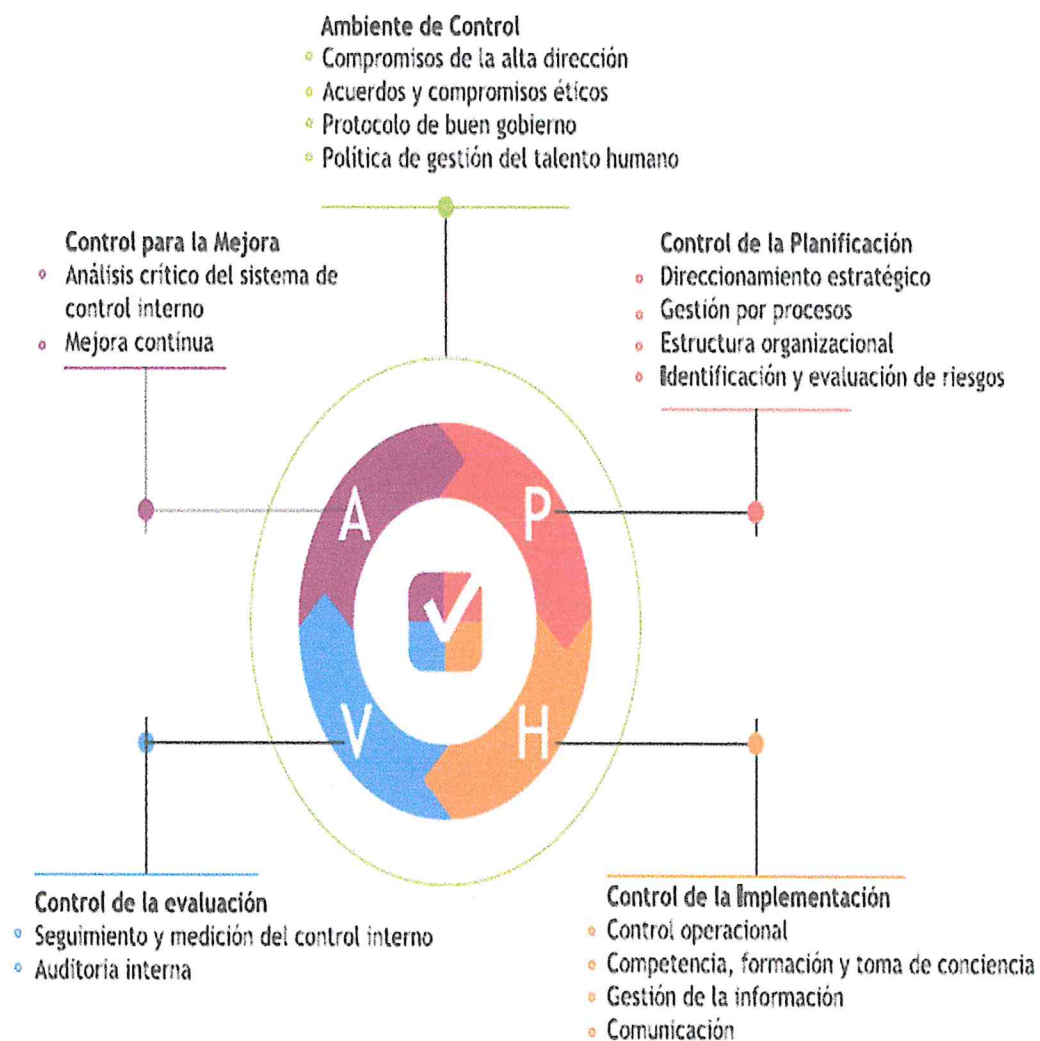 Ambiente de Control
Compromisos de la alta dirección
Acuerdos y compromisos éticos
Protocolo de buen gobierno
Política de gestión del talento humano
Control para la Mejora
Análisis crítico del sistema de
control interno
Mejora contínua
Control de la Planificación
Direccionamiento estratégico
Gestión por procesos
Estructura organizacional
Identificación y evaluación de riesgos
A
P
V
H
Control de la evaluación
Seguimiento y medición del control interno
Auditoría interna
Control de la Implementación
Control operacional
Competencia, formación y toma de conciencia
Gestión de la información
Comunicación